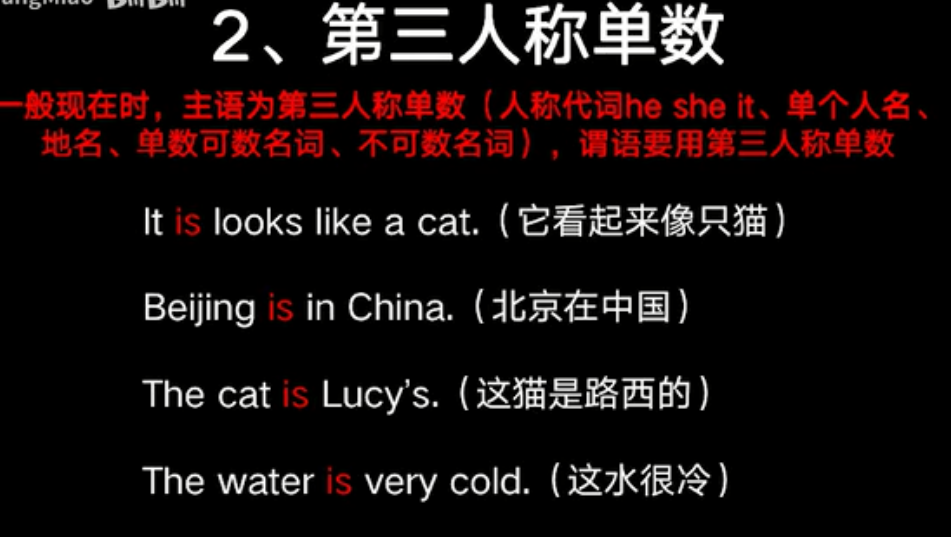 2、第三人称单数
一般现在时，主语为第三人称单数（人称代词he she it、单个人名、
地名、单数可数名词、不可数名词），谓语要用第三人称单数
It is looks like a cat.（它看起来像只猫）
Beijing is in China.（北京在中国）
The cat is Lucy’s.（这猫是路西的）
The water is very cold.（这水很冷）